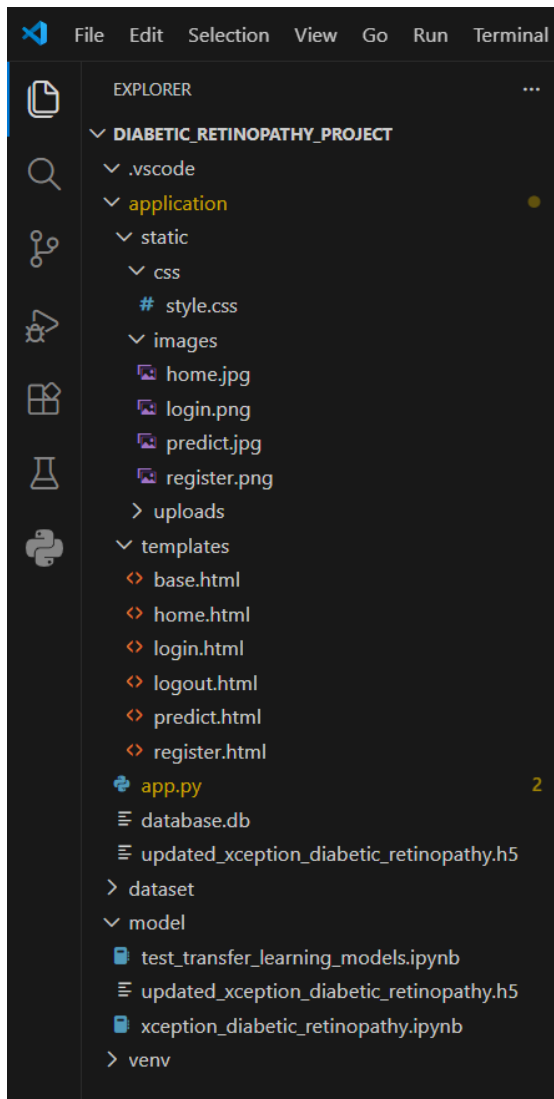 File Edit Selection View Go Run Terminal
EXPLORER ...
DIABETIC_RETINOPATHY_PROJECT
.vscode
application
static
css
# style.css
images
home.jpg
login.png
predict.jpg
register.png
uploads
templates
<> base.html
<> home.html
<> login.html
<> logout.html
<> predict.html
<> register.html
app.py 2
database.db
updated_xception_diabetic_retinopathy.h5
dataset
model
test_transfer_learning_models.ipynb
updated_xception_diabetic_retinopathy.h5
xception_diabetic_retinopathy.ipynb
venv